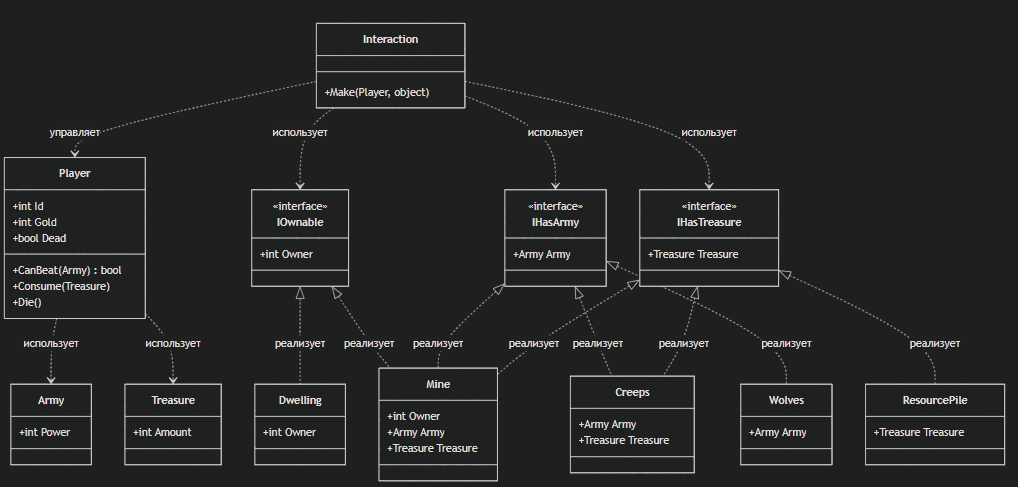 Interaction
+Make(Player, object)
управляет
использует
использует
использует
Player
+int Id
+int Gold
+bool Dead
+CanBeat(Army) : bool
+Consume(Treasure)
+Die()
«interface»
IOwnable
+int Owner
«interface»
IHasArmy
+Army Army
«interface»
IHasTreasure
+Treasure Treasure
использует
использует
реализует
реализует
реализует
реализует
реализует
реализует
реализует
реализует
Army
+int Power
Treasure
+int Amount
Dwelling
+int Owner
Mine
+int Owner
+Army Army
+Treasure Treasure
Creeps
+Army Army
+Treasure Treasure
Wolves
+Army Army
ResourcePile
+Treasure Treasure